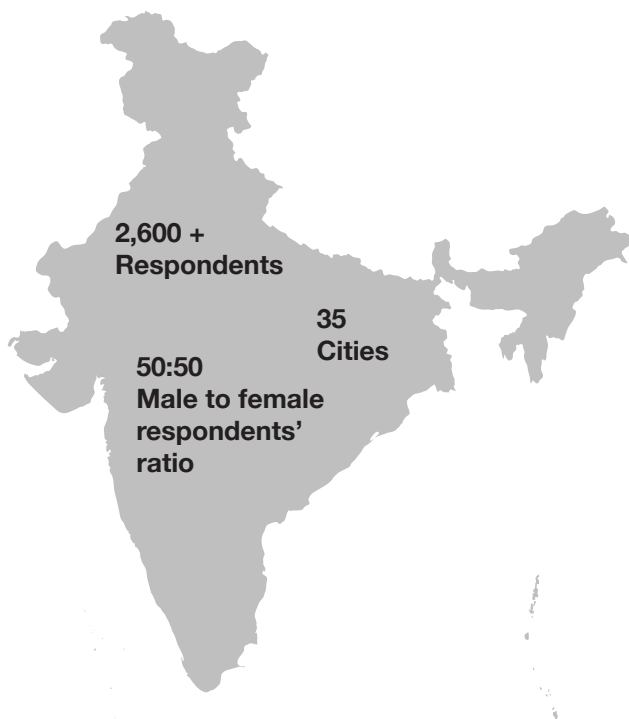 2,600 +
Respondents
35
Cities
50:50
Male to female
respondents’
ratio